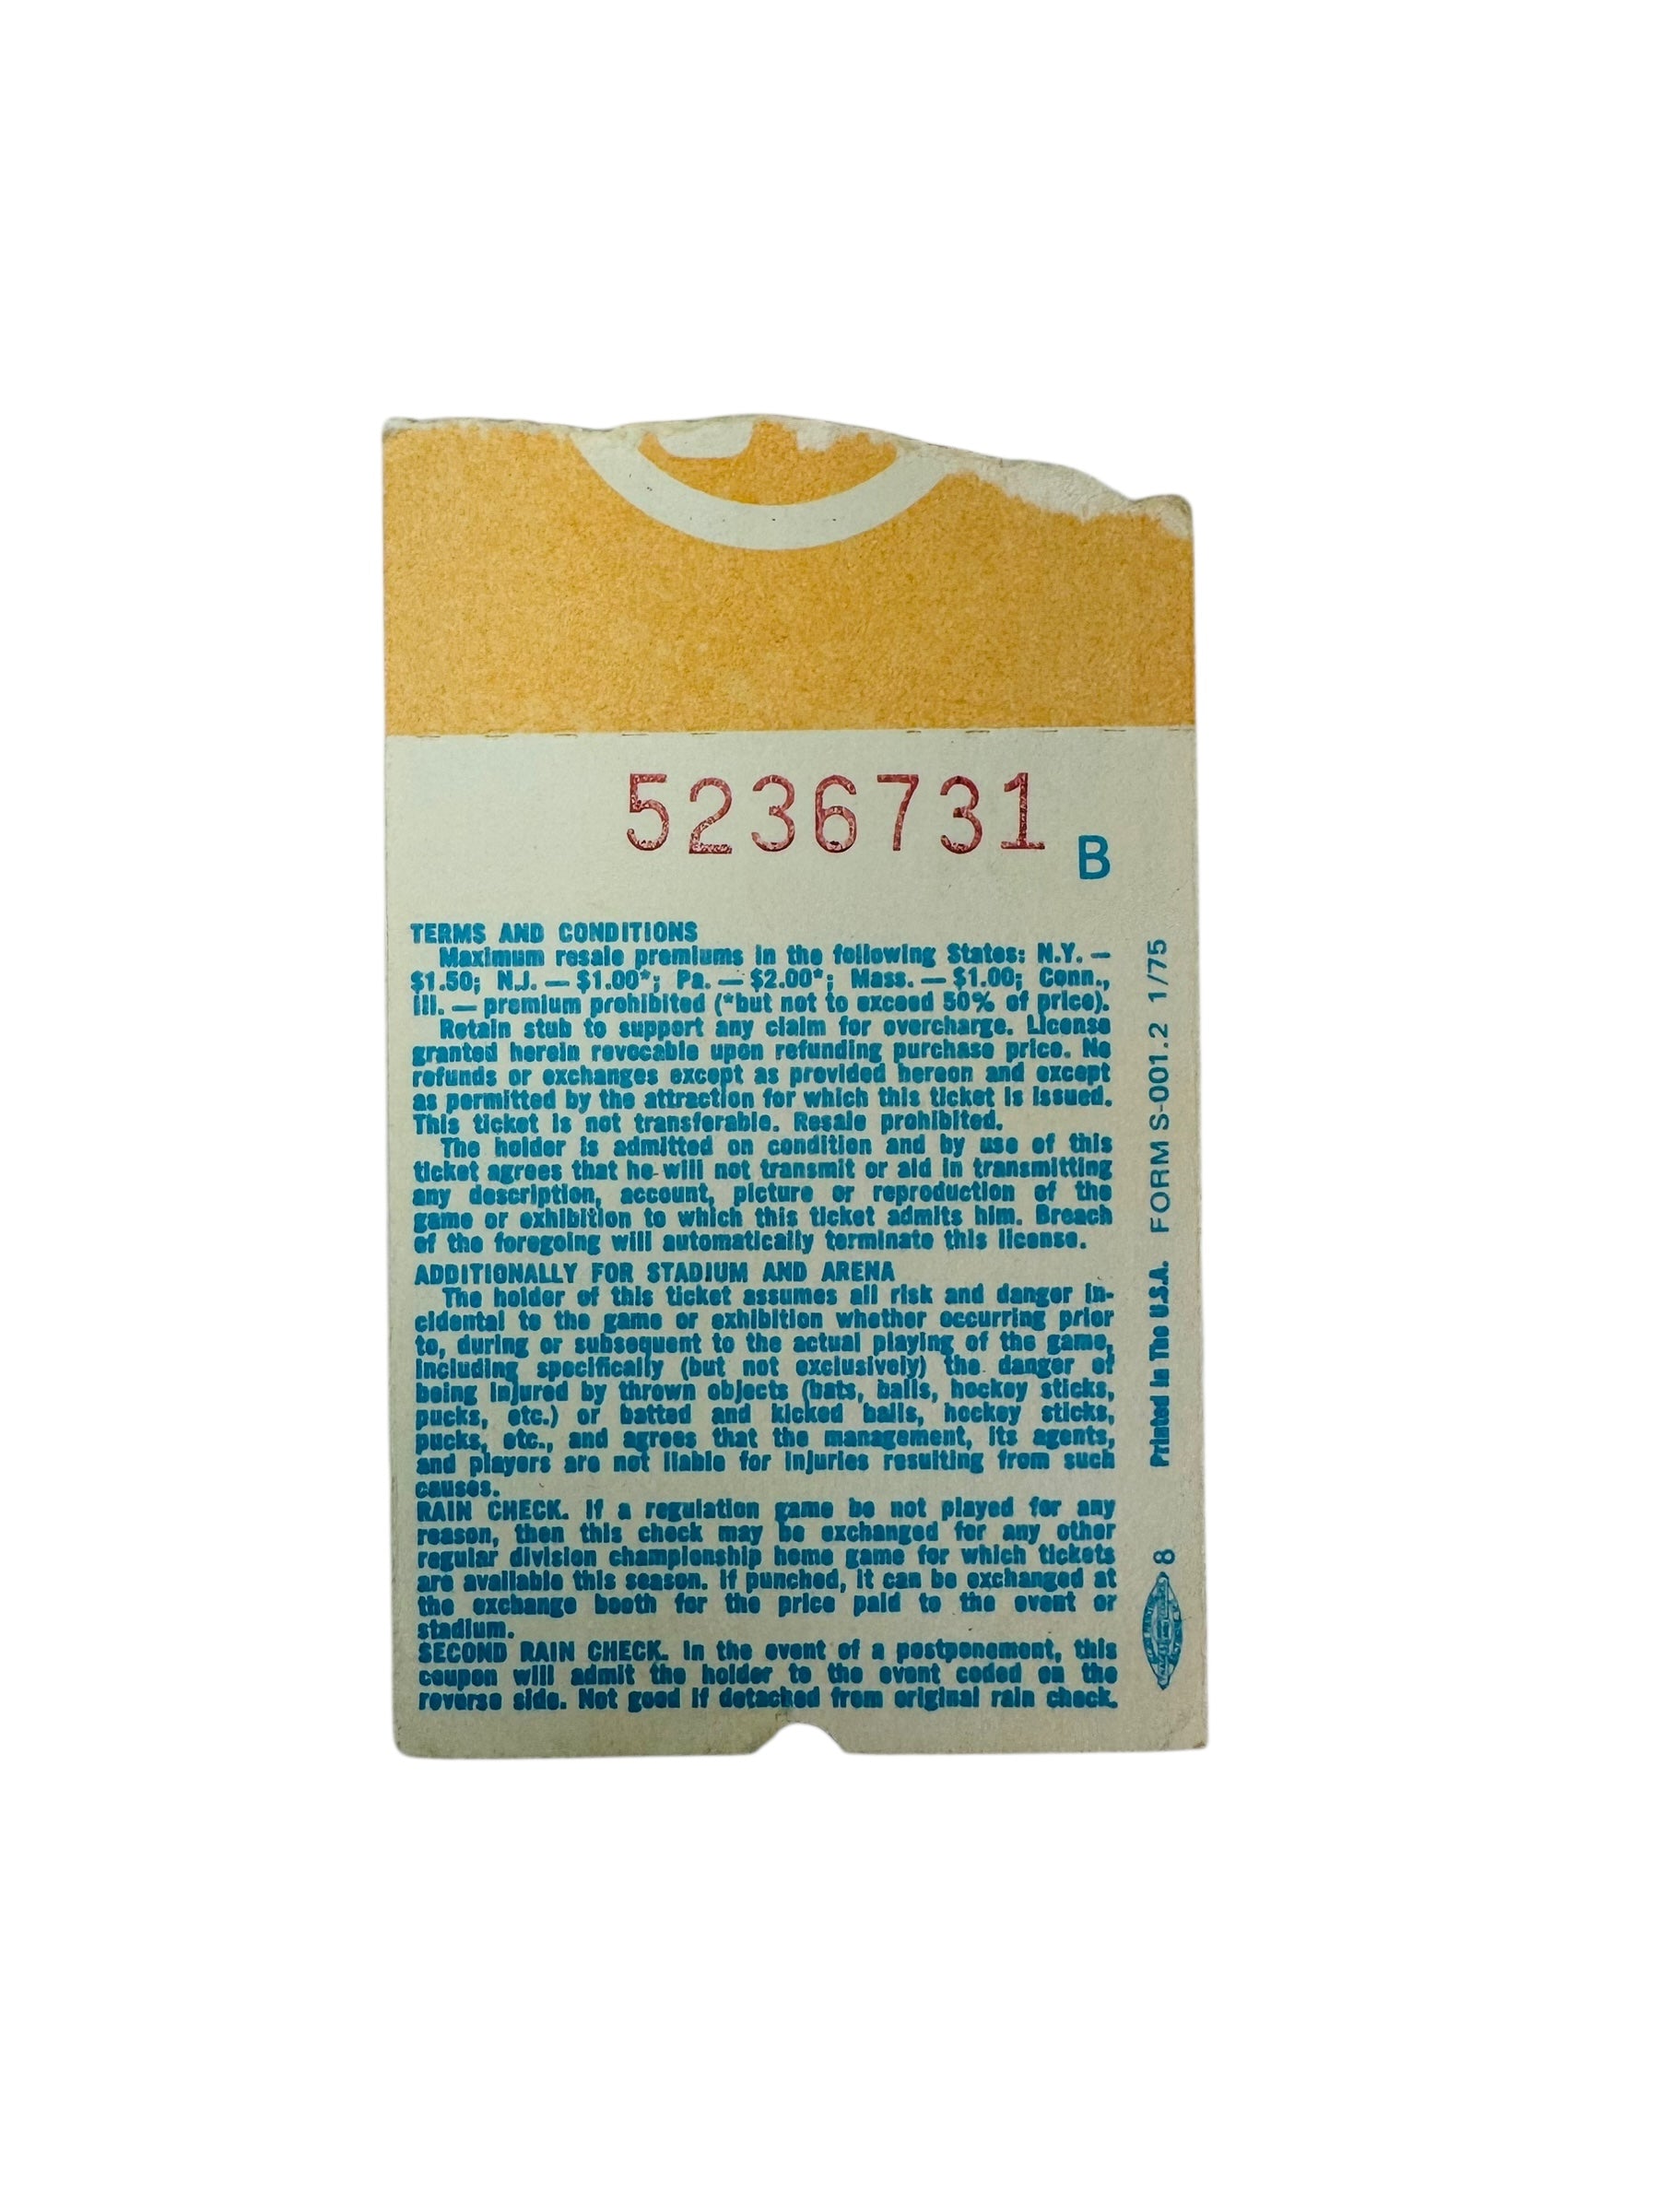 5236731
B
TERMS AND CONDITIONS
Maximum resale premiums in the following States: N.Y. —
$1.50; N.J. — $1.00*; Pa. — $2.00*; Mass. — $1.00; Conn.,
Ill. — premium prohibited (*but not to exceed 50% of price).
Retain stub to support any claim for overcharge. License
granted herein revocable upon refunding purchase price. No
refunds or exchanges except as provided hereon and except
as permitted by the attraction for which this ticket is issued.
This ticket is not transferable. Resale prohibited.
The holder is admitted on condition and by use of this
ticket agrees that he will not transmit or aid in transmitting
any description, account, picture or reproduction of the
game or exhibition to which this ticket admits him. Breach
of the foregoing will automatically terminate this license.
ADDITIONALLY FOR STADIUM AND ARENA
The holder of this ticket assumes all risk and danger in-
cidental to the game or exhibition whether occurring prior
to, during or subsequent to the actual playing of the game,
including specifically (but not exclusively) the danger of
being injured by thrown objects (bats, balls, hockey sticks,
pucks, etc.) or batted and kicked balls, hockey sticks,
pucks, etc., and agrees that the management, its agents,
and players are not liable for injuries resulting from such
causes.
RAIN CHECK. If a regulation game be not played for any
reason, then this check may be exchanged for any other
regular division championship home game for which tickets
are available this season. If punched, it can be exchanged at
the exchange booth for the price paid to the event or
stadium.
SECOND RAIN CHECK. In the event of a postponement, this
coupon will admit the holder to the event coded on the
reverse side. Not good if detached from original rain check.
8 Printed in The U.S.A. FORM S-001.2 1/75